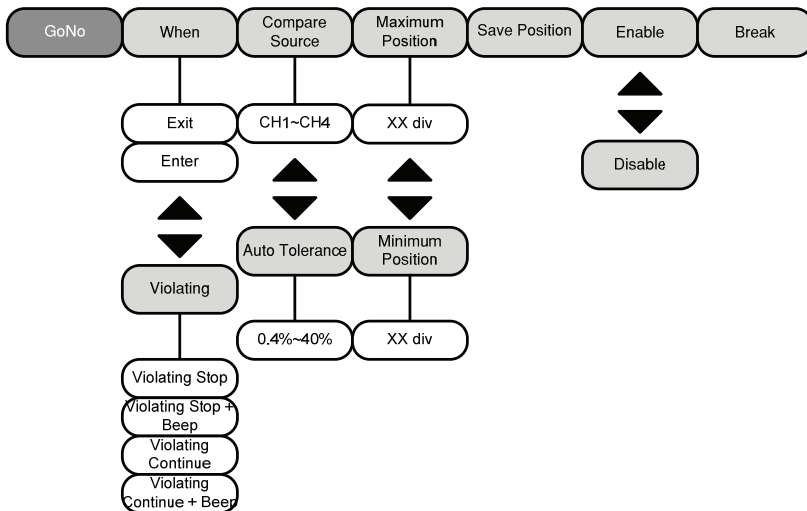 GoNo
When
Compare
Source
Maximum
Position
Save Position
Enable
Break
Exit
Enter
CH1~CH4
XX div
Disable
Auto Tolerance
Minimum
Position
Violating
0.4%~40%
XX div
Violating Stop
Violating Stop +
Beep
Violating
Continue
Violating
Continue + Beep